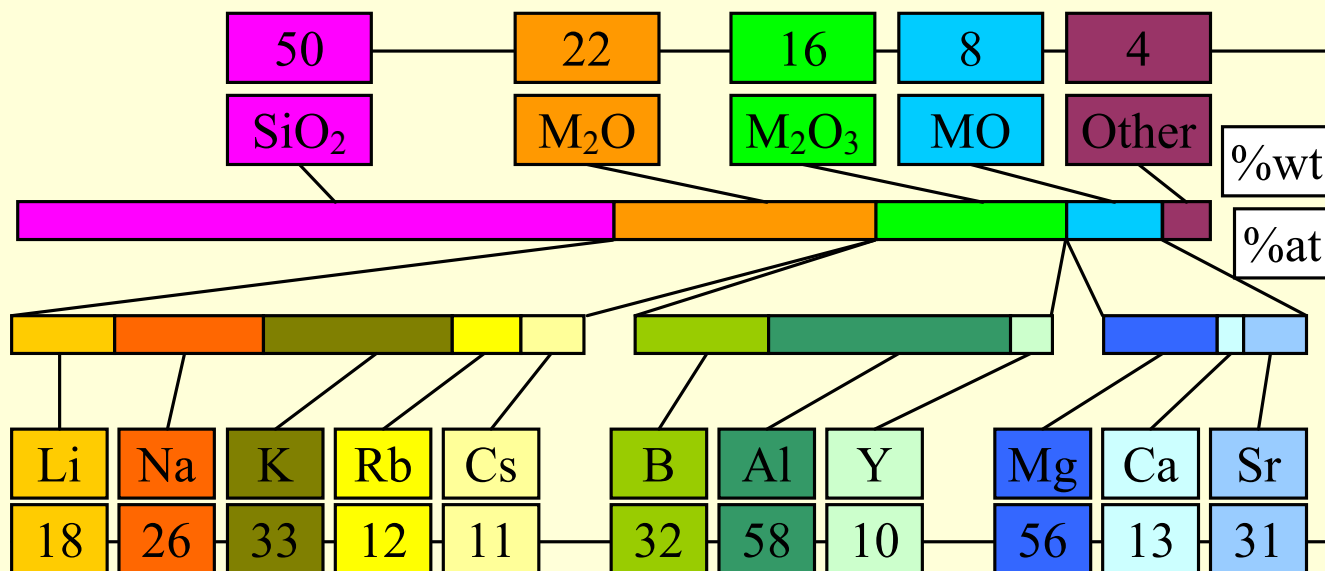 50 22 16 8 4
SiO₂ M₂O M₂O₃ MO Other
%wt
%at
Li Na K Rb Cs B Al Y Mg Ca Sr
18 26 33 12 11 32 58 10 56 13 31